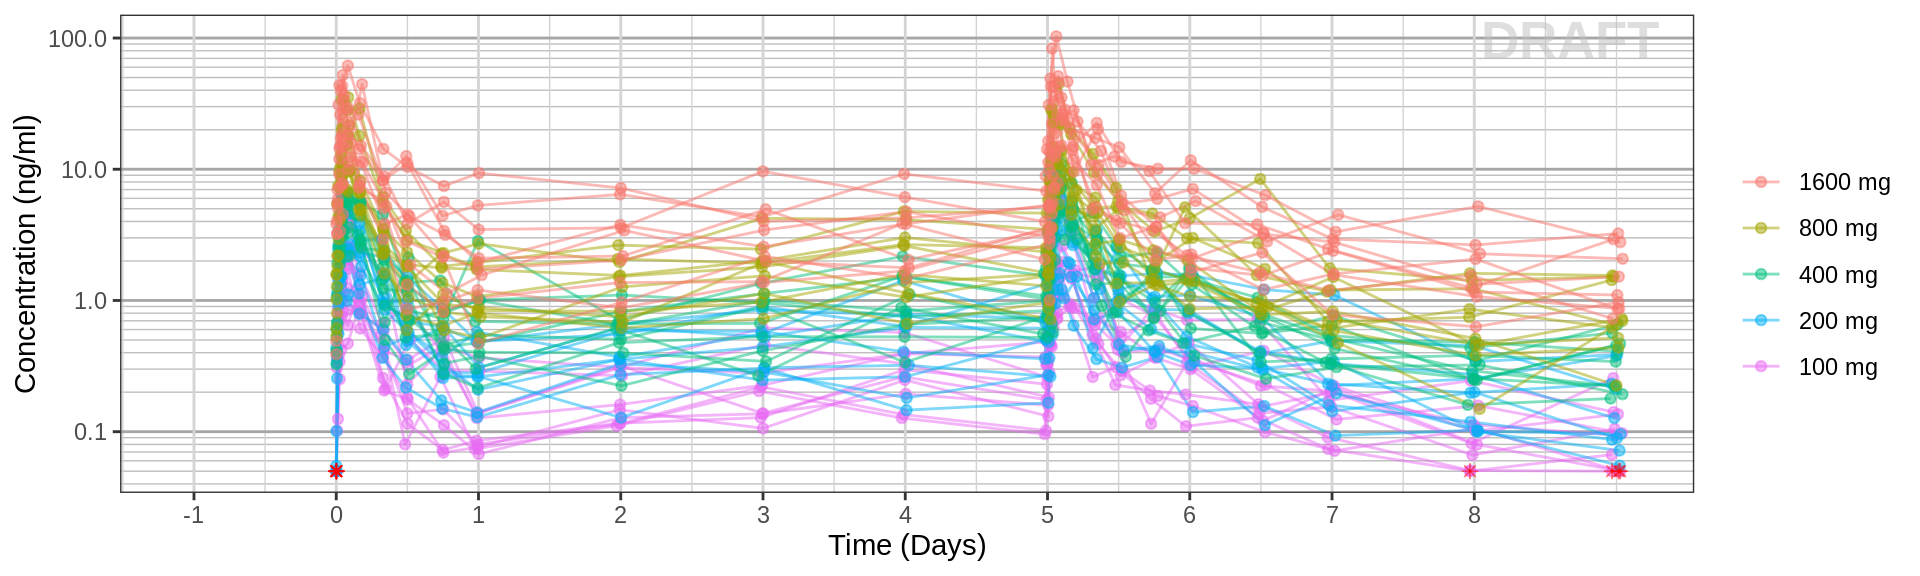 DRAFT
Concentration (ng/ml)
100.0
10.0
1.0
0.1
-1 0 1 2 3 4 5 6 7 8
Time (Days)
1600 mg
800 mg
400 mg
200 mg
100 mg